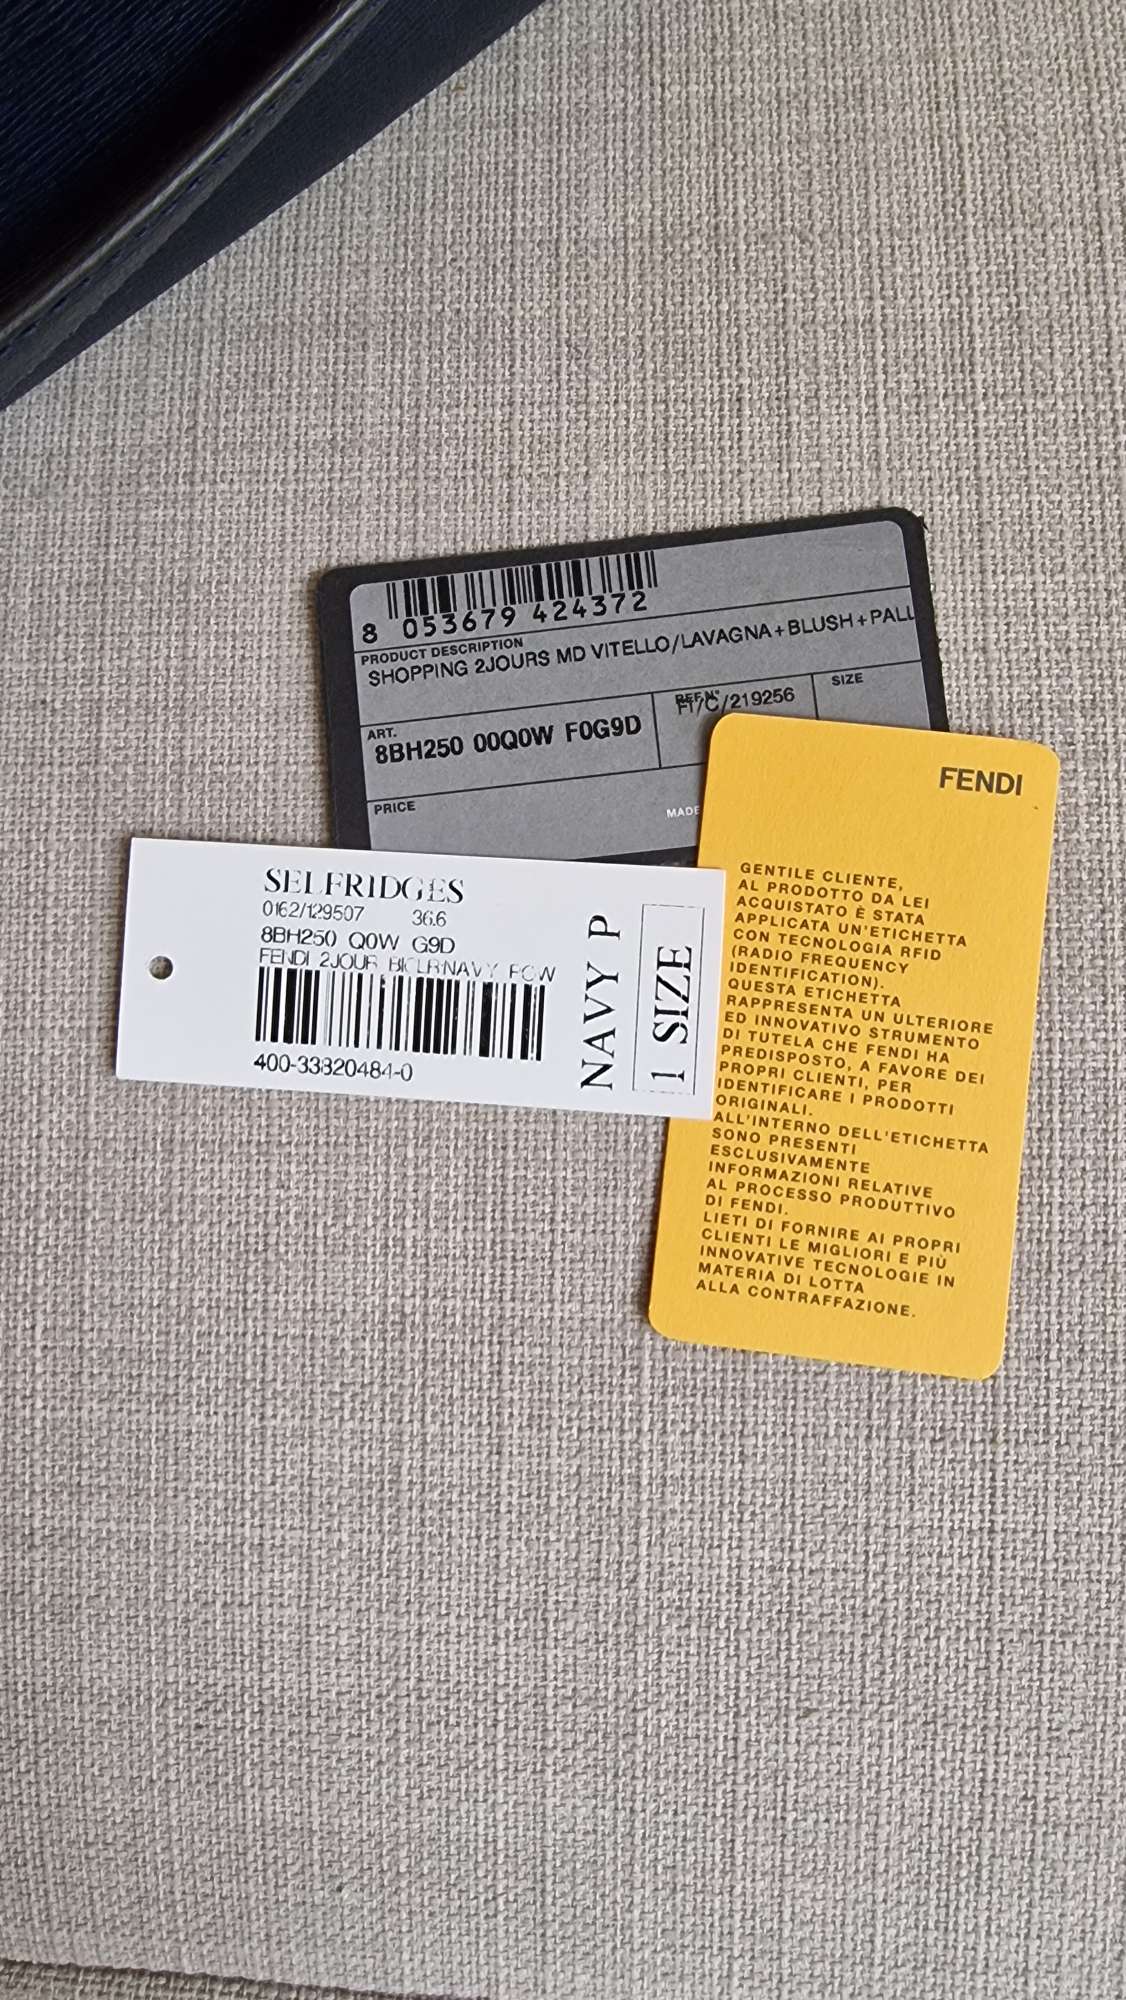 8 053679 424372
PRODUCT DESCRIPTION
SHOPPING 2JOURS MD VITELLO/LAVAGNA+BLUSH+PALL
ART.
8BH250 00Q0W F0G9D
REF.N°
FI/C/219256
SIZE
PRICE
MADE
SELFRIDGES
0162/129507 36.6
8BH250 Q0W G9D
FENDI 2JOUR BICLR:NAVY
400-33820484-0
NAVY P
1 SIZE
FENDI
GENTILE CLIENTE,
AL PRODOTTO DA LEI
ACQUISTATO È STATA
APPLICATA UN'ETICHETTA
CON TECNOLOGIA RFID
(RADIO FREQUENCY
IDENTIFICATION).
QUESTA ETICHETTA
RAPPRESENTA UN ULTERIORE
ED INNOVATIVO STRUMENTO
DI TUTELA CHE FENDI HA
PREDISPOSTO, A FAVORE DEI
PROPRI CLIENTI, PER
IDENTIFICARE I PRODOTTI
ORIGINALI.
ALL'INTERNO DELL'ETICHETTA
SONO PRESENTI
ESCLUSIVAMENTE
INFORMAZIONI RELATIVE
AL PROCESSO PRODUTTIVO
DI FENDI.
LIETI DI FORNIRE AI PROPRI
CLIENTI LE MIGLIORI E PIÙ
INNOVATIVE TECNOLOGIE IN
MATERIA DI LOTTA
ALLA CONTRAFFAZIONE.